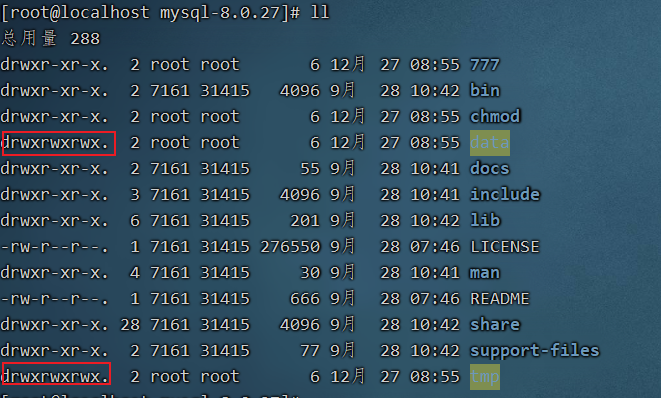 [root@localhost mysql-8.0.27]# ll
总用量 288
drwxr-xr-x.  2 root root      6 12月  27 08:55 777
drwxr-xr-x.  2 7161 31415   4096 9月   28 10:42 bin
drwxr-xr-x.  2 root root      6 12月  27 08:55 chmod
drwxrwxrwx.  2 root root      6 12月  27 08:55 data
drwxr-xr-x.  2 7161 31415     55 9月   28 10:41 docs
drwxr-xr-x.  3 7161 31415   4096 9月   28 10:41 include
drwxr-xr-x.  6 7161 31415    201 9月   28 10:42 lib
-rw-r--r--.  1 7161 31415 276550 9月   28 07:46 LICENSE
drwxr-xr-x.  4 7161 31415     30 9月   28 10:41 man
-rw-r--r--.  1 7161 31415    666 9月   28 07:46 README
drwxr-xr-x. 28 7161 31415   4096 9月   28 10:42 share
drwxr-xr-x.  2 7161 31415     77 9月   28 10:42 support-files
drwxrwxrwx.  2 root root      6 12月  27 08:55 tmp
[root@localhost mysql-8.0.27]#